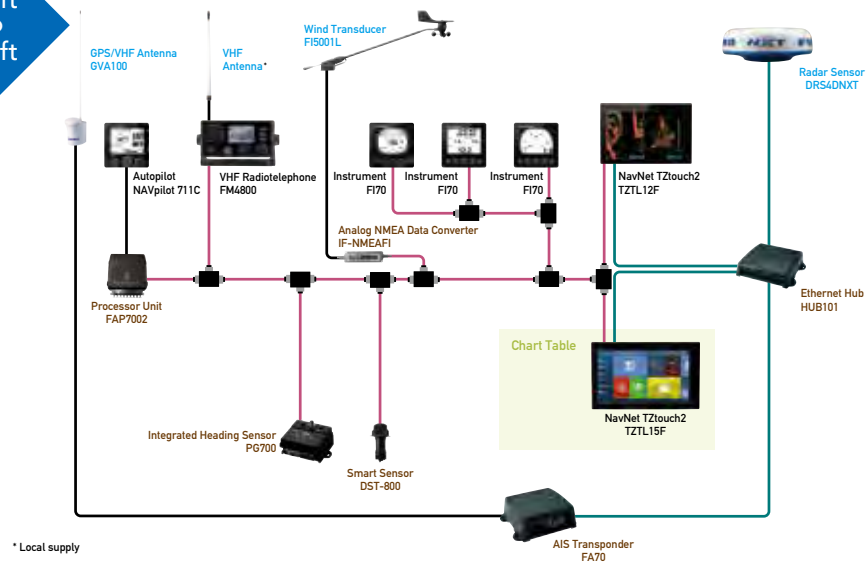 ft
ft
GPS/VHF Antenna
GVA100
VHF
Antenna*
Wind Transducer
FI5001L
Radar Sensor
DRS4DNXT
Autopilot
NAVpilot 711C
VHF Radiotelephone
FM4800
Instrument
FI70
Instrument
FI70
Instrument
FI70
NavNet TZtouch2
TZTL12F
Analog NMEA Data Converter
IF-NMEAFI
Processor Unit
FAP7002
Ethernet Hub
HUB101
Chart Table
NavNet TZtouch2
TZTL15F
Integrated Heading Sensor
PG700
Smart Sensor
DST-800
AIS Transponder
FA70
* Local supply